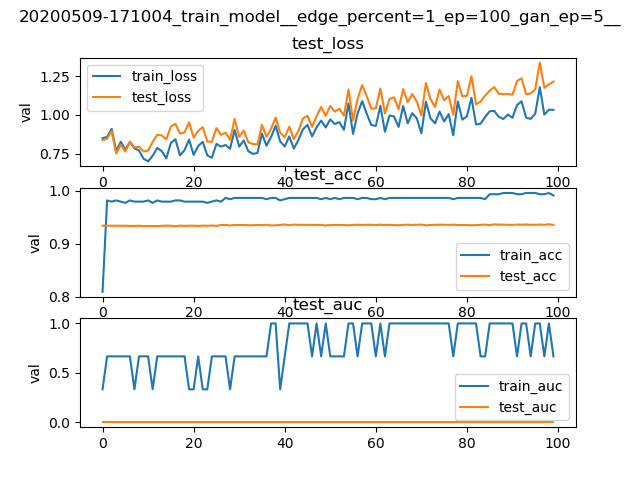 20200509-171004_train_model__edge_percent=1_ep=100_gan_ep=5__
test_loss
1.25
1.00
0.75
val
train_loss
test_loss
0 20 40 60 80 100
test_acc
1.0
0.9
0.8
val
train_acc
test_acc
0 20 40 60 80 100
test_auc
1.0
0.5
0.0
val
train_auc
test_auc
0 20 40 60 80 100